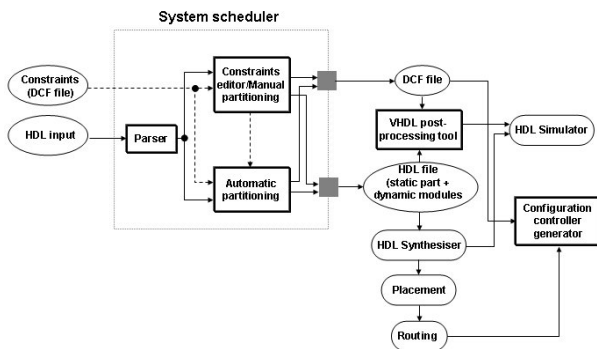 System scheduler
Constraints
(DCF file)
HDL input
Parser
Constraints
editor/Manual
partitioning
Automatic
partitioning
DCF file
VHDL post-
processing tool
HDL Simulator
HDL file
(static part +
dynamic modules
HDL Synthesiser
Configuration
controller
generator
Placement
Routing